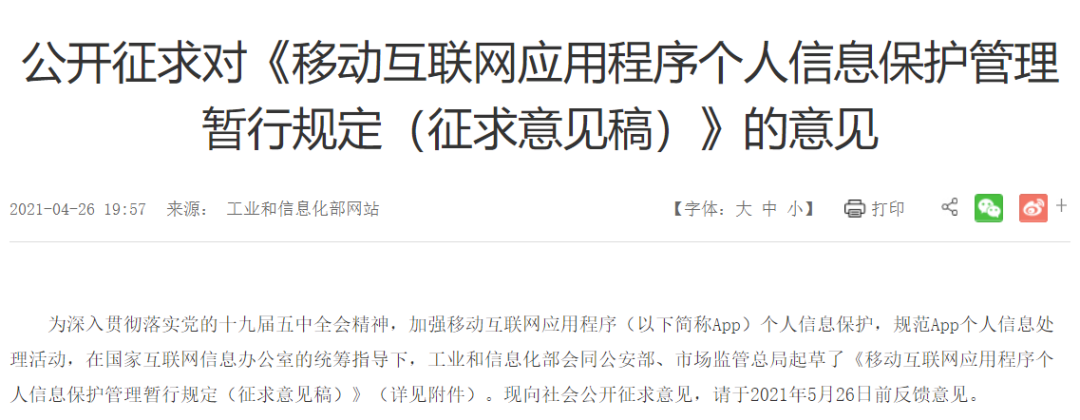 公开征求对《移动互联网应用程序个人信息保护管理
暂行规定（征求意见稿）》的意见
2021-04-26 19:57 来源： 工业和信息化部网站 【字体：大 中 小】 打印 +
为深入贯彻落实党的十九届五中全会精神，加强移动互联网应用程序（以下简称App）个人信息保护，规范App个人信息处
理活动，在国家互联网信息办公室的统筹指导下，工业和信息化部会同公安部、市场监管总局起草了《移动互联网应用程序个
人信息保护管理暂行规定（征求意见稿）》（详见附件）。现向社会公开征求意见，请于2021年5月26日前反馈意见。